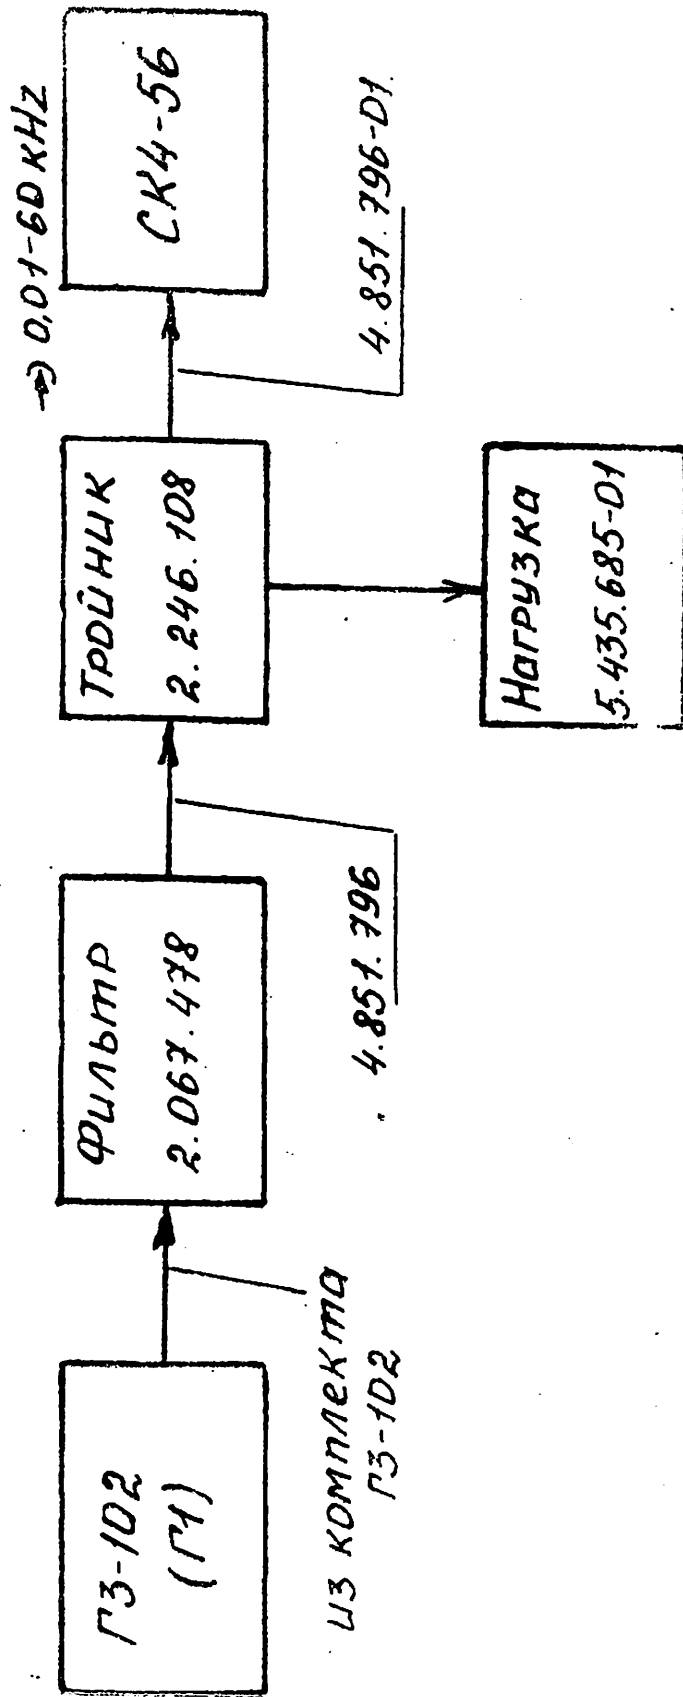 Г3-102
(Г1)
из комплекта
Г3-102
Фильтр
2.067.478
4.851.796
Тройник
2.246.108
Нагрузка
5.435.685-01
4.851.796-01
→) 0,01-60 кHz
СК4-56